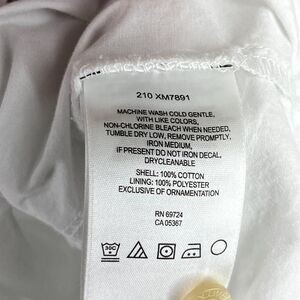 210 XM7891
MACHINE WASH COLD GENTLE,
WITH LIKE COLORS,
NON-CHLORINE BLEACH WHEN NEEDED,
TUMBLE DRY LOW, REMOVE PROMPTLY,
IRON MEDIUM,
IF PRESENT DO NOT IRON DECAL,
DRYCLEANABLE
SHELL: 100% COTTON
LINING: 100% POLYESTER
EXCLUSIVE OF ORNAMENTATION
RN 69724
CA 05367